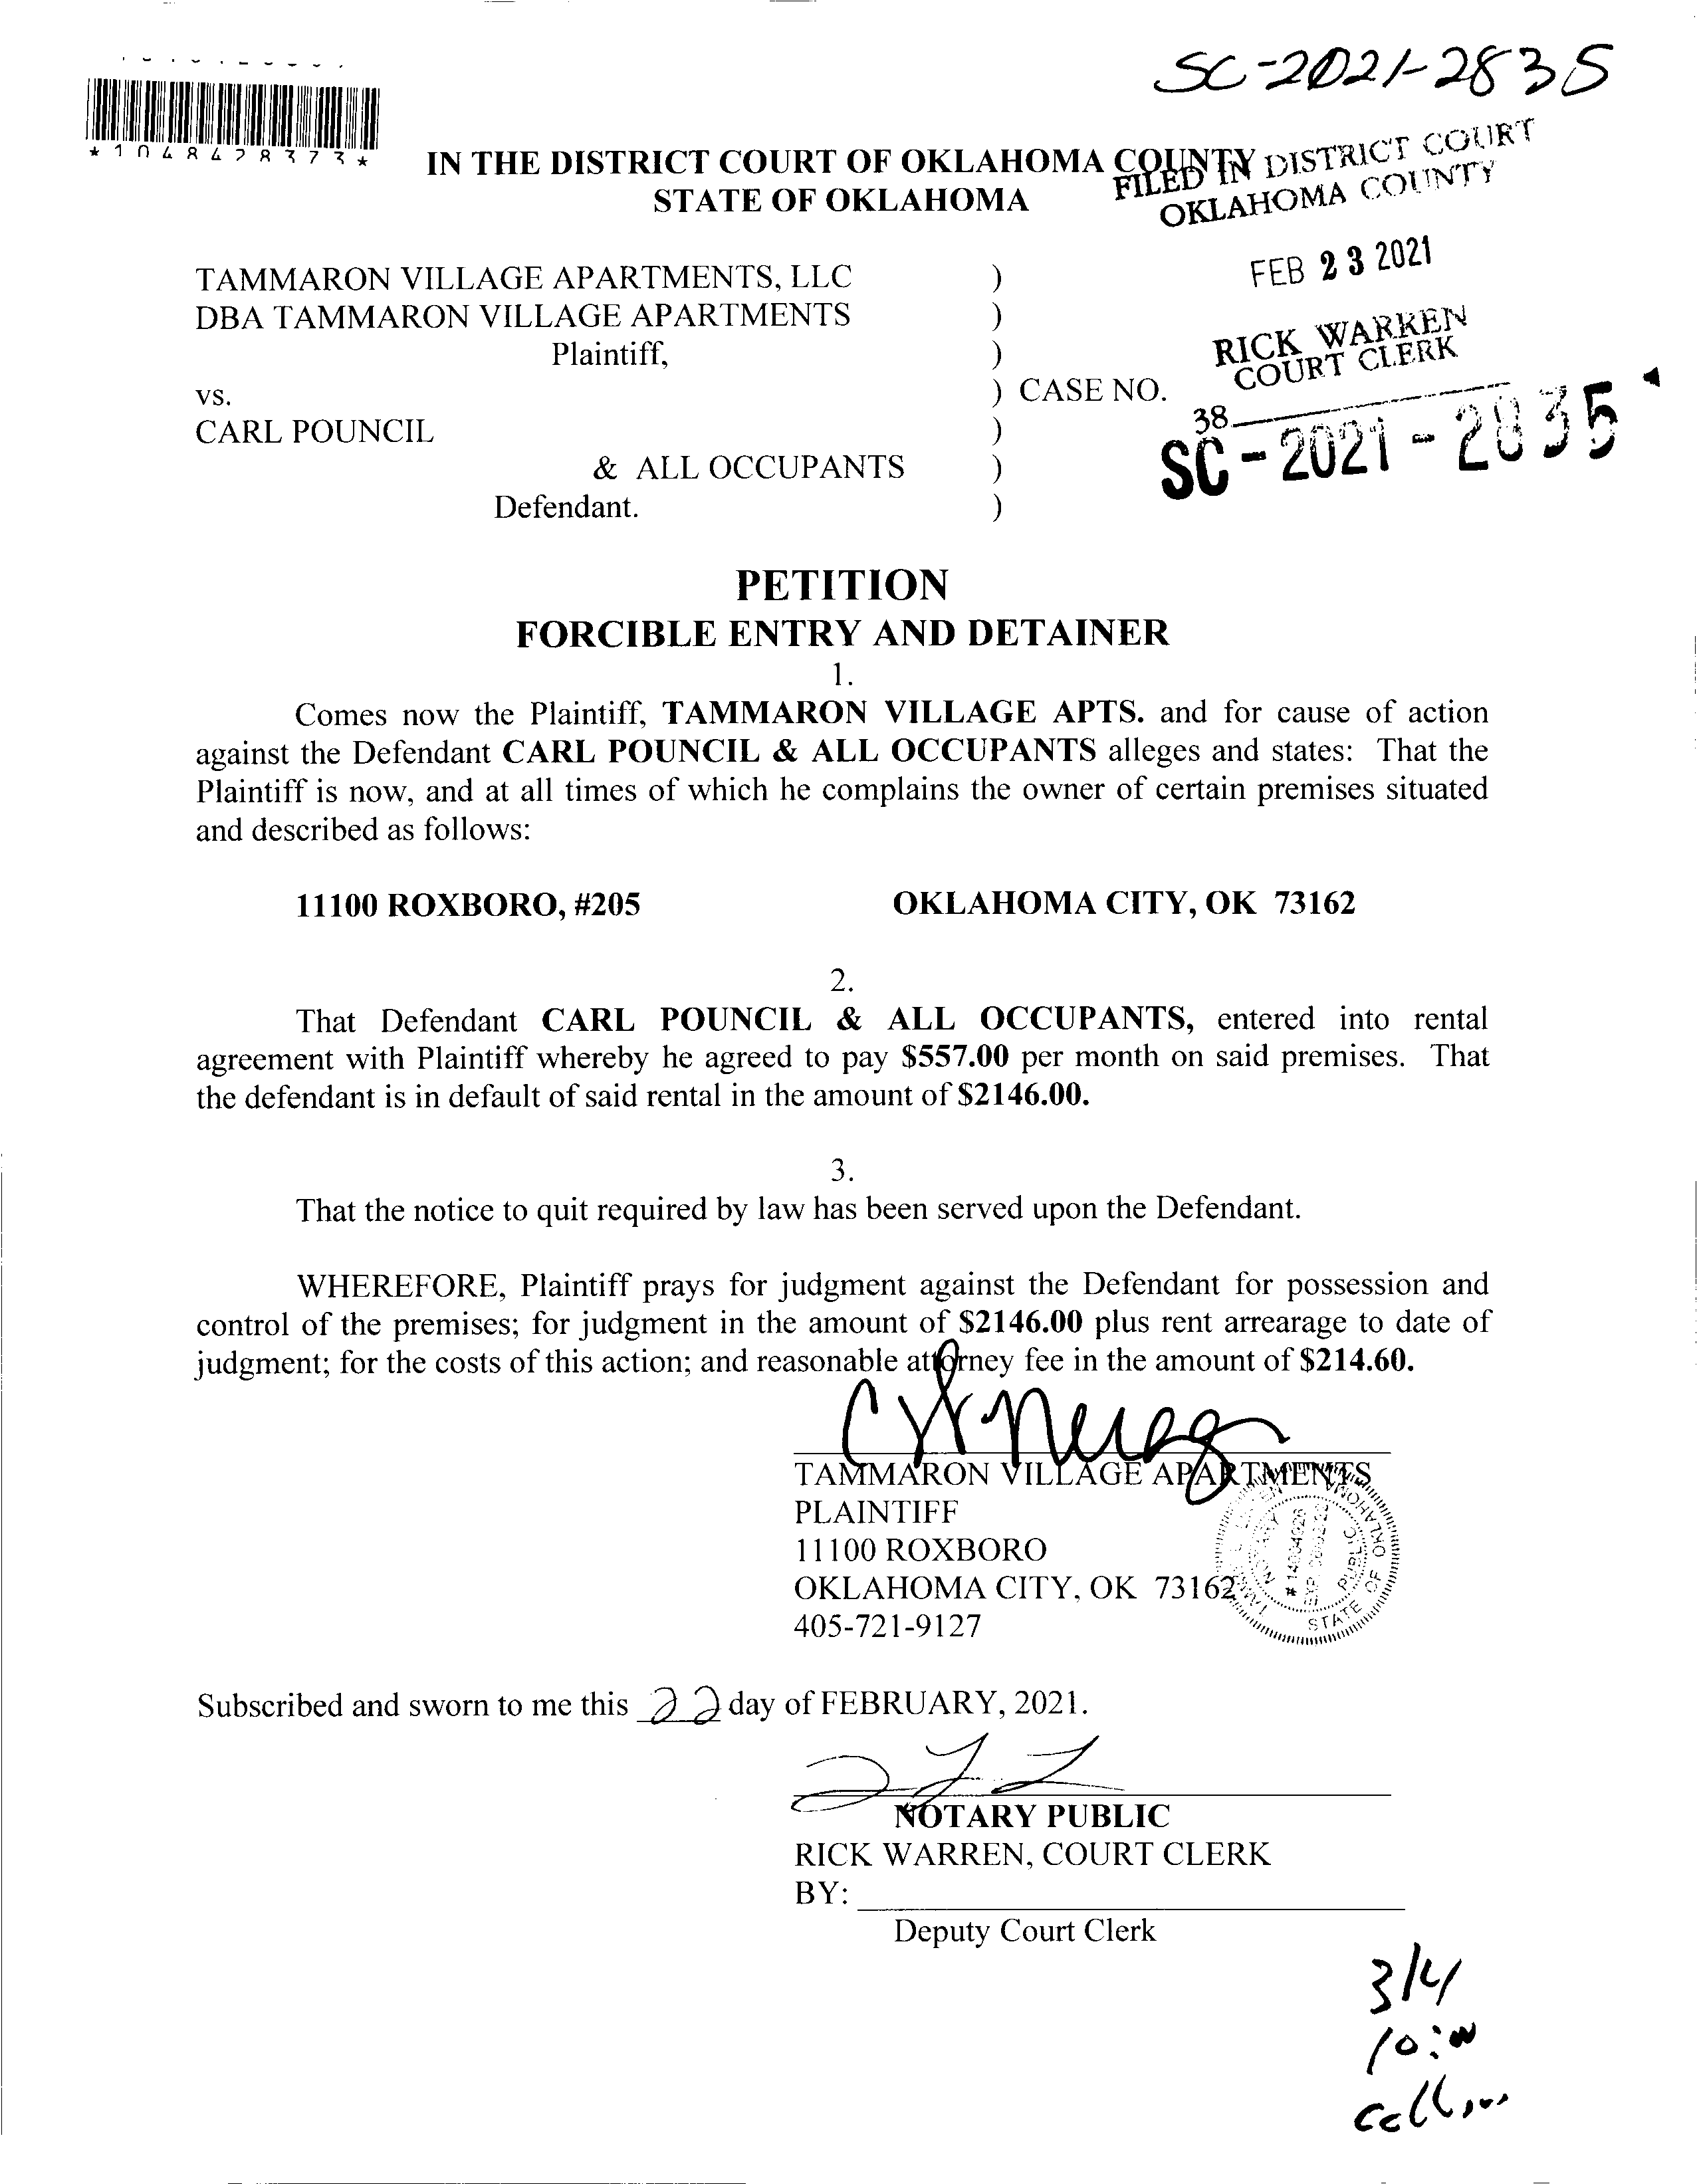 SC-2021-2835
*1048428373*
IN THE DISTRICT COURT OF OKLAHOMA COUNTY
STATE OF OKLAHOMA
FILED IN DISTRICT COURT
OKLAHOMA COUNTY
FEB 23 2021
RICK WARREN
COURT CLERK
38
SC-2021-2835
TAMMARON VILLAGE APARTMENTS, LLC )
DBA TAMMARON VILLAGE APARTMENTS )
Plaintiff, )
vs. ) CASE NO.
CARL POUNCIL )
& ALL OCCUPANTS )
Defendant. )
PETITION
FORCIBLE ENTRY AND DETAINER
1.
Comes now the Plaintiff, TAMMARON VILLAGE APTS. and for cause of action
against the Defendant CARL POUNCIL & ALL OCCUPANTS alleges and states: That the
Plaintiff is now, and at all times of which he complains the owner of certain premises situated
and described as follows:
11100 ROXBORO, #205 OKLAHOMA CITY, OK 73162
2.
That Defendant CARL POUNCIL & ALL OCCUPANTS, entered into rental
agreement with Plaintiff whereby he agreed to pay $557.00 per month on said premises. That
the defendant is in default of said rental in the amount of $2146.00.
3.
That the notice to quit required by law has been served upon the Defendant.
WHEREFORE, Plaintiff prays for judgment against the Defendant for possession and
control of the premises; for judgment in the amount of $2146.00 plus rent arrearage to date of
judgment; for the costs of this action; and reasonable attorney fee in the amount of $214.60.
TAMMARON VILLAGE APARTMENTS
PLAINTIFF
11100 ROXBORO
OKLAHOMA CITY, OK 73162
405-721-9127
NOTARY PUBLIC
STATE OF OKLAHOMA
Subscribed and sworn to me this 22 day of FEBRUARY, 2021.
NOTARY PUBLIC
RICK WARREN, COURT CLERK
BY:
Deputy Court Clerk
3/4